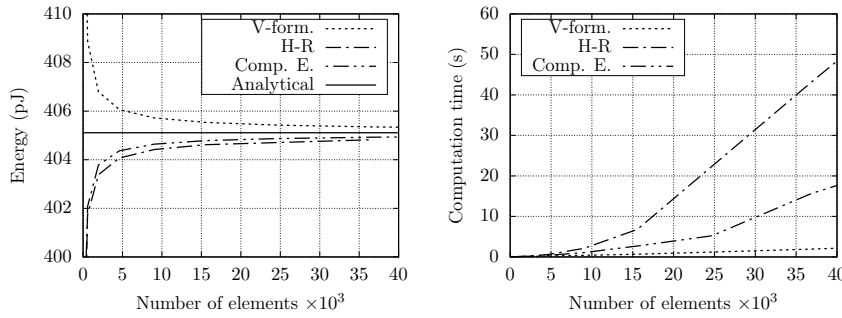 410
408
406
404
402
400
Energy (pJ)
0 5 10 15 20 25 30 35 40
Number of elements ×10³
V-form.
H-R
Comp. E.
Analytical
60
50
40
30
20
10
0
Computation time (s)
0 5 10 15 20 25 30 35 40
Number of elements ×10³
V-form.
H-R
Comp. E.